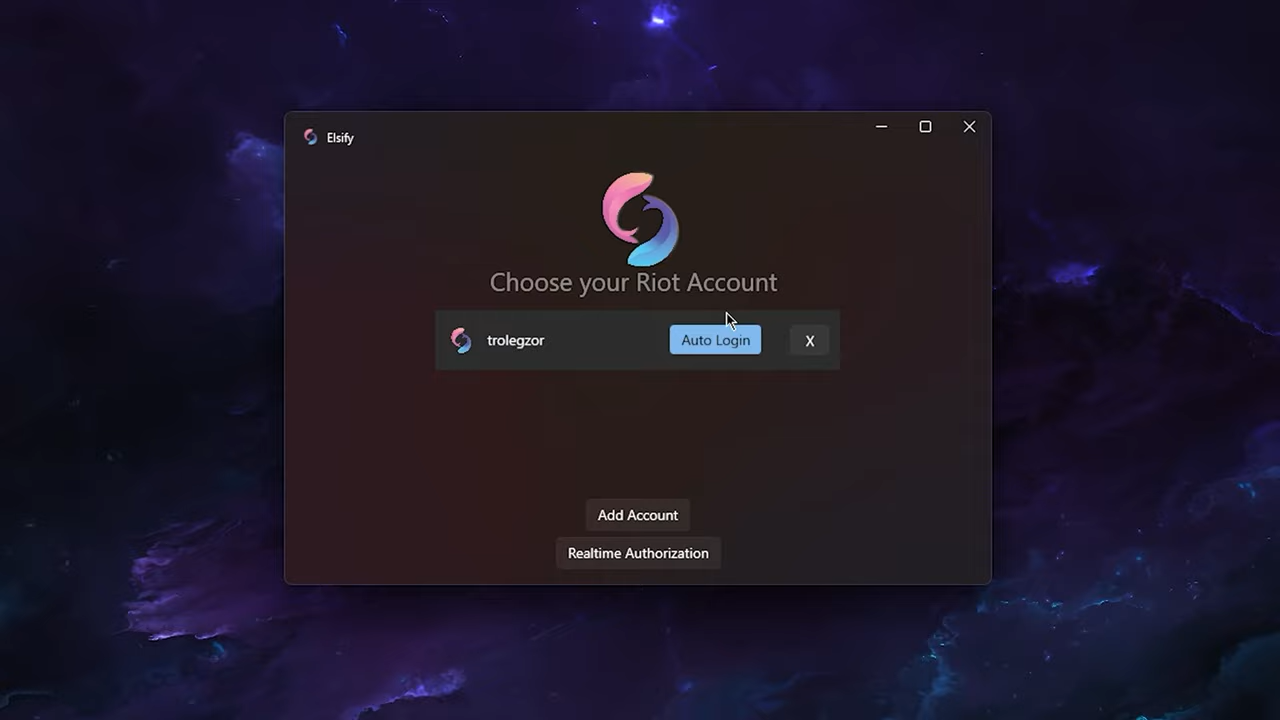 Elsify
Choose your Riot Account
trolegzor
Auto Login
X
Add Account
Realtime Authorization